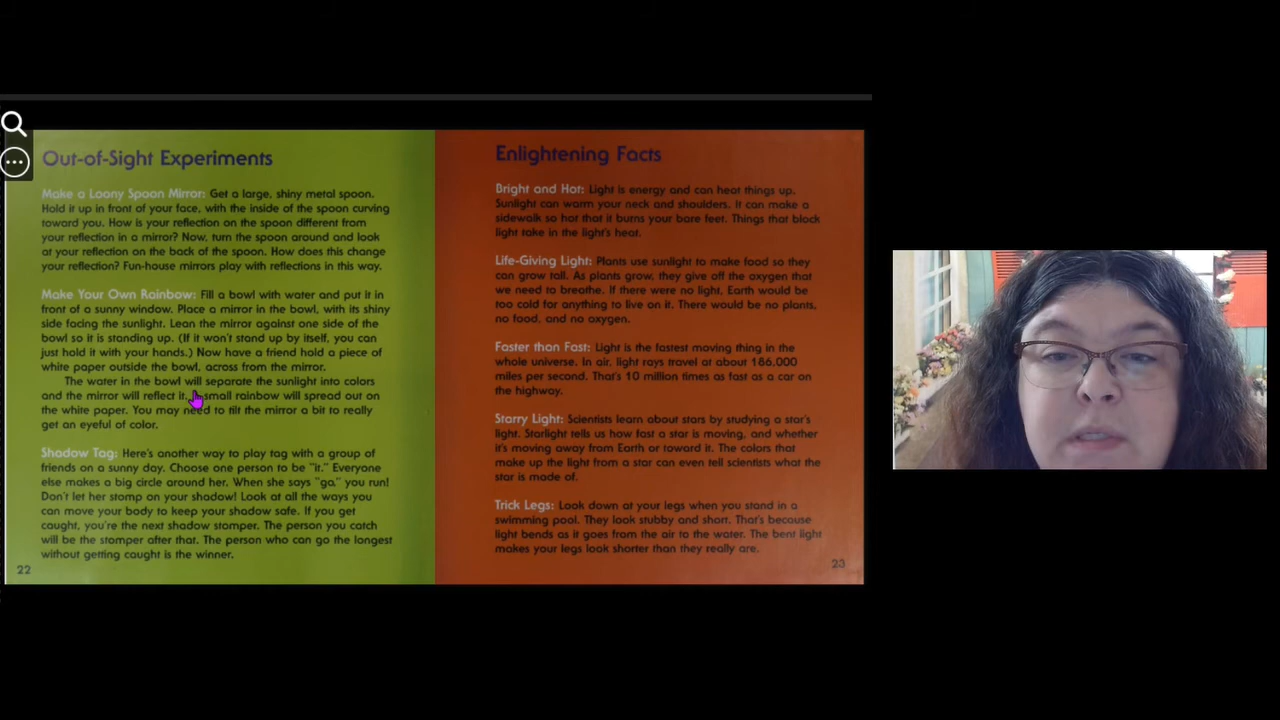 Out-of-Sight Experiments
Make a Loony Spoon Mirror: Get a large, shiny metal spoon.
Hold it up in front of your face, with the inside of the spoon curving
toward you. How is your reflection on the spoon different from
your reflection in a mirror? Now, turn the spoon around and look
at your reflection on the back of the spoon. How does this change
your reflection? Fun-house mirrors play with reflections in this way.
Make Your Own Rainbow: Fill a bowl with water and put it in
front of a sunny window. Place a mirror in the bowl, with its shiny
side facing the sunlight. Lean the mirror against one side of the
bowl so it is standing up. (If it won't stand up by itself, you can
just hold it with your hands.) Now have a friend hold a piece of
white paper outside the bowl, across from the mirror.
The water in the bowl will separate the sunlight into colors
and the mirror will reflect it. small rainbow will spread out on
the white paper. You may need to tilt the mirror a bit to really
get an eyeful of color.
Shadow Tag: Here's another way to play tag with a group of
friends on a sunny day. Choose one person to be "it." Everyone
else makes a big circle around her. When she says "go," you run!
Don't let her stomp on your shadow! Look at all the ways you
can move your body to keep your shadow safe. If you get
caught, you're the next shadow stomper. The person you catch
will be the stomper after that. The person who can go the longest
without getting caught is the winner.
22
Enlightening Facts
Bright and Hot: Light is energy and can heat things up.
Sunlight can warm your neck and shoulders. It can make a
sidewalk so hot that it burns your bare feet. Things that block
light take in the light's heat.
Life-Giving Light: Plants use sunlight to make food so they
can grow tall. As plants grow, they give off the oxygen that
we need to breathe. If there were no light, Earth would be
too cold for anything to live on it. There would be no plants,
no food, and no oxygen.
Faster than Fast: Light is the fastest moving thing in the
whole universe. In air, light rays travel at about 186,000
miles per second. That's 10 million times as fast as a car on
the highway.
Starry Light: Scientists learn about stars by studying a star's
light. Starlight tells us how fast a star is moving, and whether
it's moving away from Earth or toward it. The colors that
make up the light from a star can even tell scientists what the
star is made of.
Trick Legs: Look down at your legs when you stand in a
swimming pool. They look stubby and short. That's because
light bends as it goes from the air to the water. The bent light
makes your legs look shorter than they really are.
23